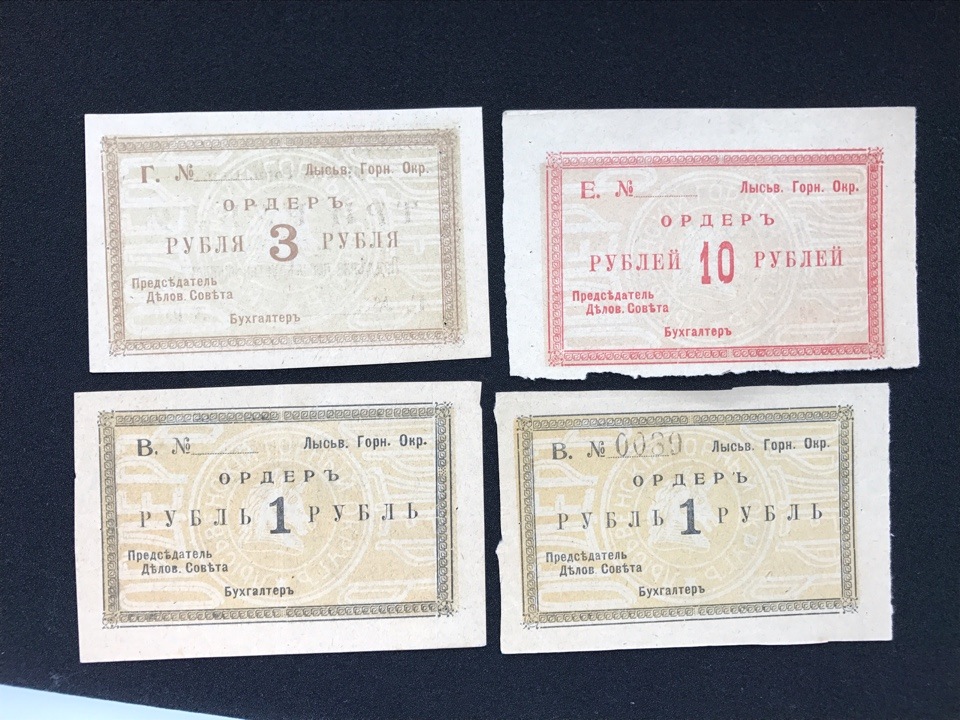 Г. № Лысьв. Горн. Окр.
ОРДЕРЪ
РУБЛЯ 3 РУБЛЯ
Предсѣдатель
Дѣлов. Совѣта
Бухгалтеръ
Е. № Лысьв. Горн. Окр.
ОРДЕРЪ
РУБЛЕЙ 10 РУБЛЕЙ
Предсѣдатель
Дѣлов. Совѣта
Бухгалтеръ
В. № Лысьв. Горн. Окр.
ОРДЕРЪ
РУБЛЬ 1 РУБЛЬ
Предсѣдатель
Дѣлов. Совѣта
Бухгалтеръ
В. № 0039 Лысьв. Горн. Окр.
ОРДЕРЪ
РУБЛЬ 1 РУБЛЬ
Предсѣдатель
Дѣлов. Совѣта
Бухгалтеръ